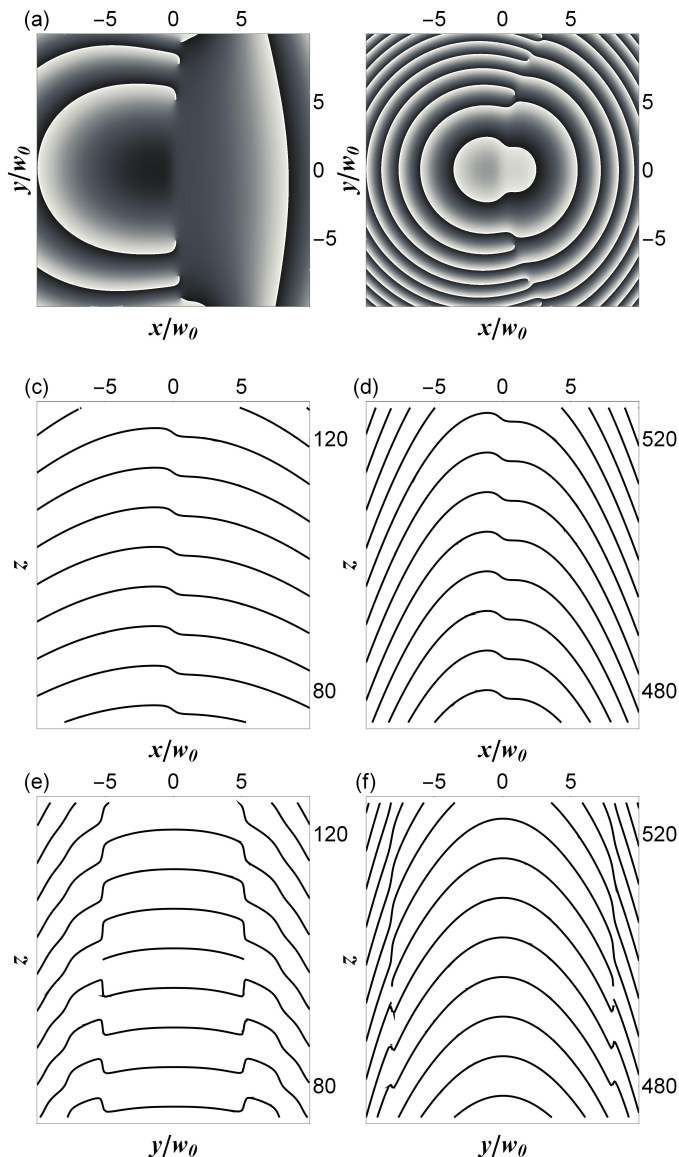 (a) −5 0 5 −5 0 5
y/w0 5 0 −5 y/w0 5 0 −5
x/w0 x/w0
(c) −5 0 5 (d) −5 0 5
z 120 80 z 520 480
x/w0 x/w0
(e) −5 0 5 (f) −5 0 5
z 120 80 z 520 480
y/w0 y/w0